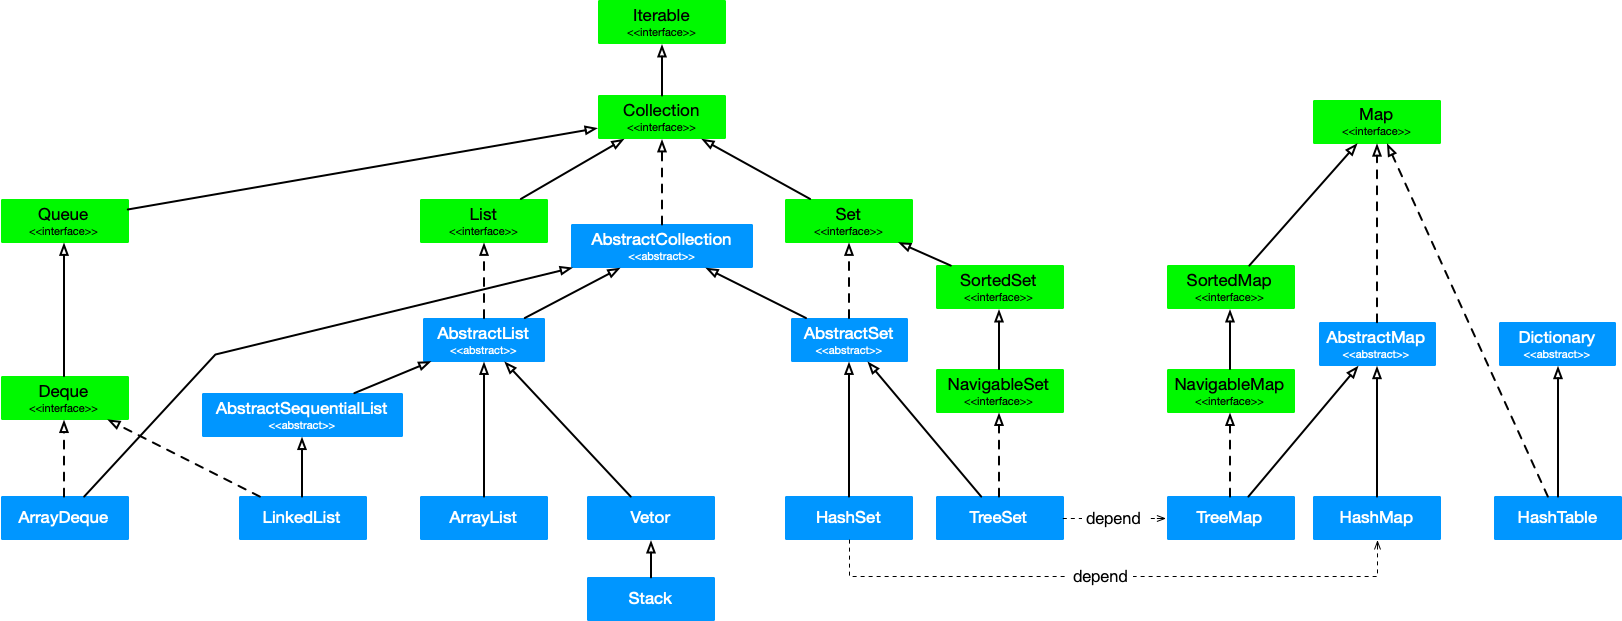 Iterable
<<interface>>
Collection
<<interface>>
Map
<<interface>>
Queue
<<interface>>
List
<<interface>>
Set
<<interface>>
AbstractCollection
<<abstract>>
SortedSet
<<interface>>
SortedMap
<<interface>>
AbstractList
<<abstract>>
AbstractSet
<<abstract>>
AbstractMap
<<abstract>>
Dictionary
<<abstract>>
Deque
<<interface>>
AbstractSequentialList
<<abstract>>
NavigableSet
<<interface>>
NavigableMap
<<interface>>
ArrayDeque
LinkedList
ArrayList
Vetor
HashSet
TreeSet
depend
TreeMap
HashMap
HashTable
depend
Stack